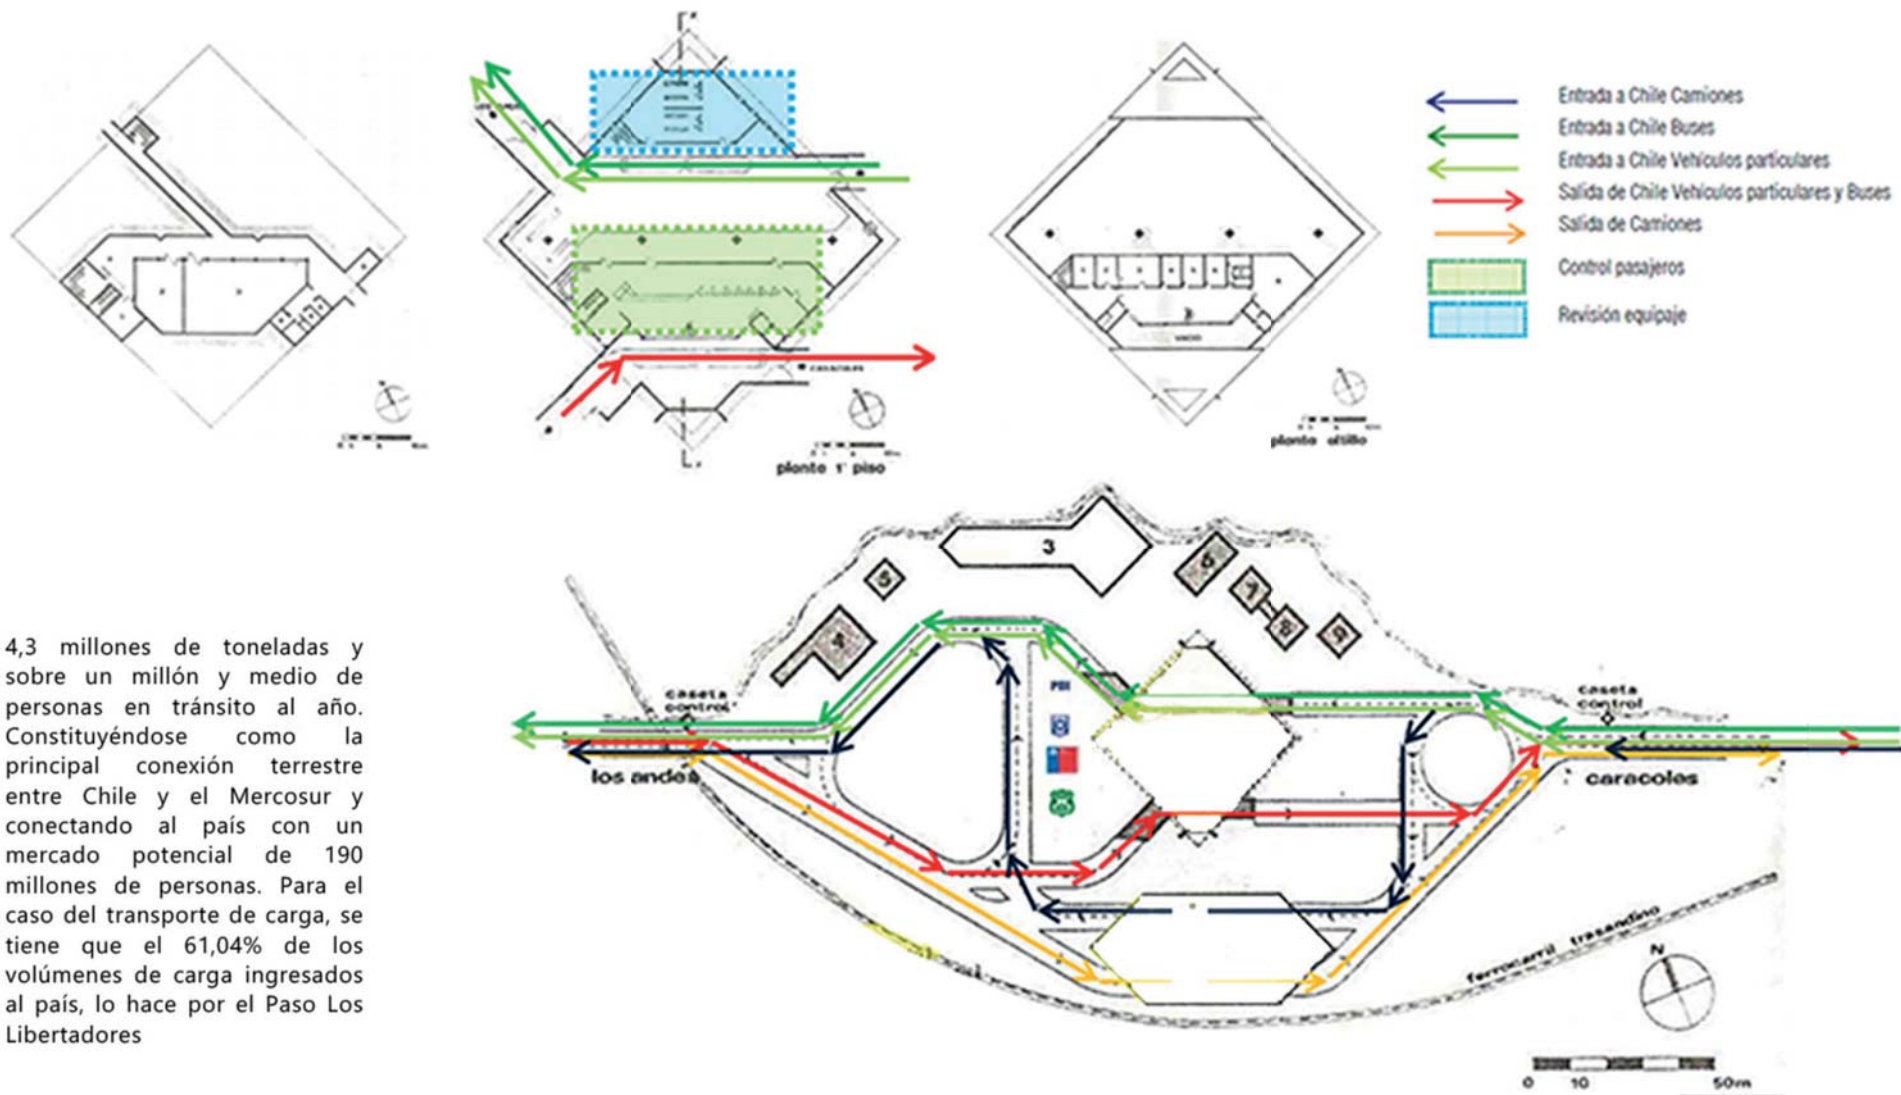 Entrada a Chile Camiones
Entrada a Chile Buses
Entrada a Chile Vehículos particulares
Salida de Chile Vehículos particulares y Buses
Salida de Camiones
Control pasajeros
Revisión equipaje
planta 1° piso
planta altillo
vacio
4,3 millones de toneladas y
sobre un millón y medio de
personas en tránsito al año.
Constituyéndose como la
principal conexión terrestre
entre Chile y el Mercosur y
conectando al país con un
mercado potencial de 190
millones de personas. Para el
caso del transporte de carga, se
tiene que el 61,04% de los
volúmenes de carga ingresados
al país, lo hace por el Paso Los
Libertadores
3
5
6
7
8
9
4
PDI
caseta
control
los andes
caseta
control
caracoles
ferrocarril trasandino
N
0 10 50m